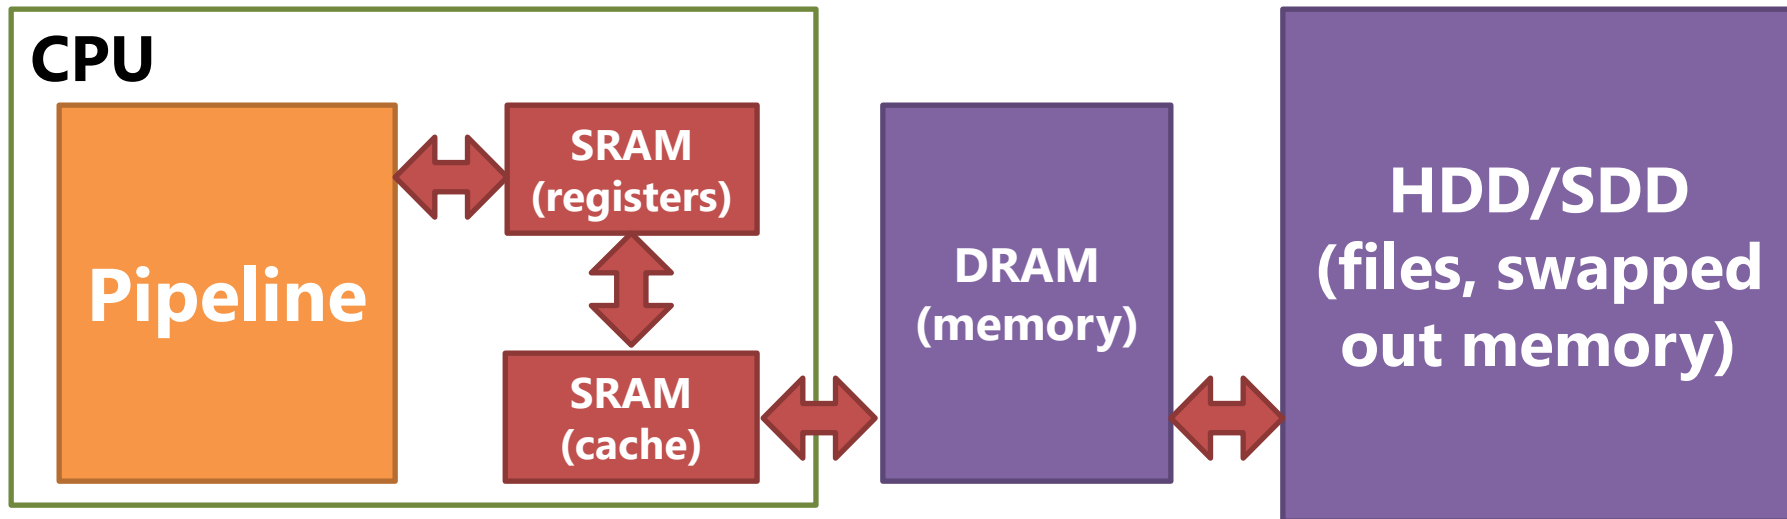 CPU
Pipeline
SRAM
(registers)
SRAM
(cache)
DRAM
(memory)
HDD/SDD
(files, swapped
out memory)